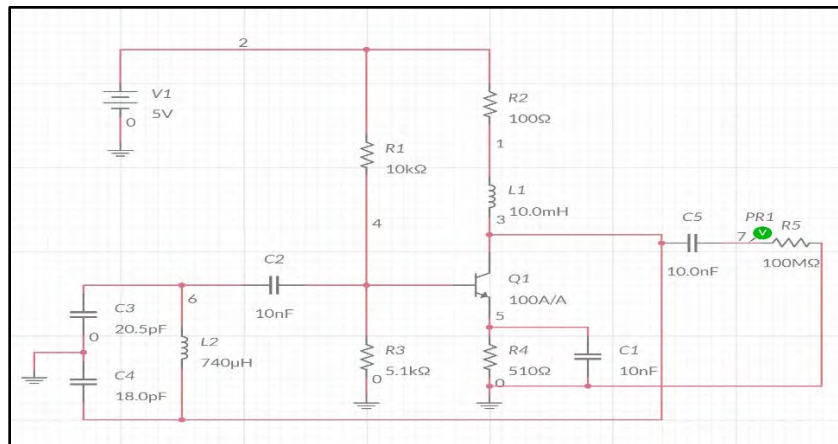 2
V1
5V
0
R2
100Ω
1
R1
10kΩ
L1
10.0mH
3
4
C5
PR1
R5
V
7
10.0nF
100MΩ
C2
10nF
Q1
100A/A
6
C3
20.5pF
0
L2
740µH
5
C4
18.0pF
R3
5.1kΩ
0
R4
510Ω
0
C1
10nF